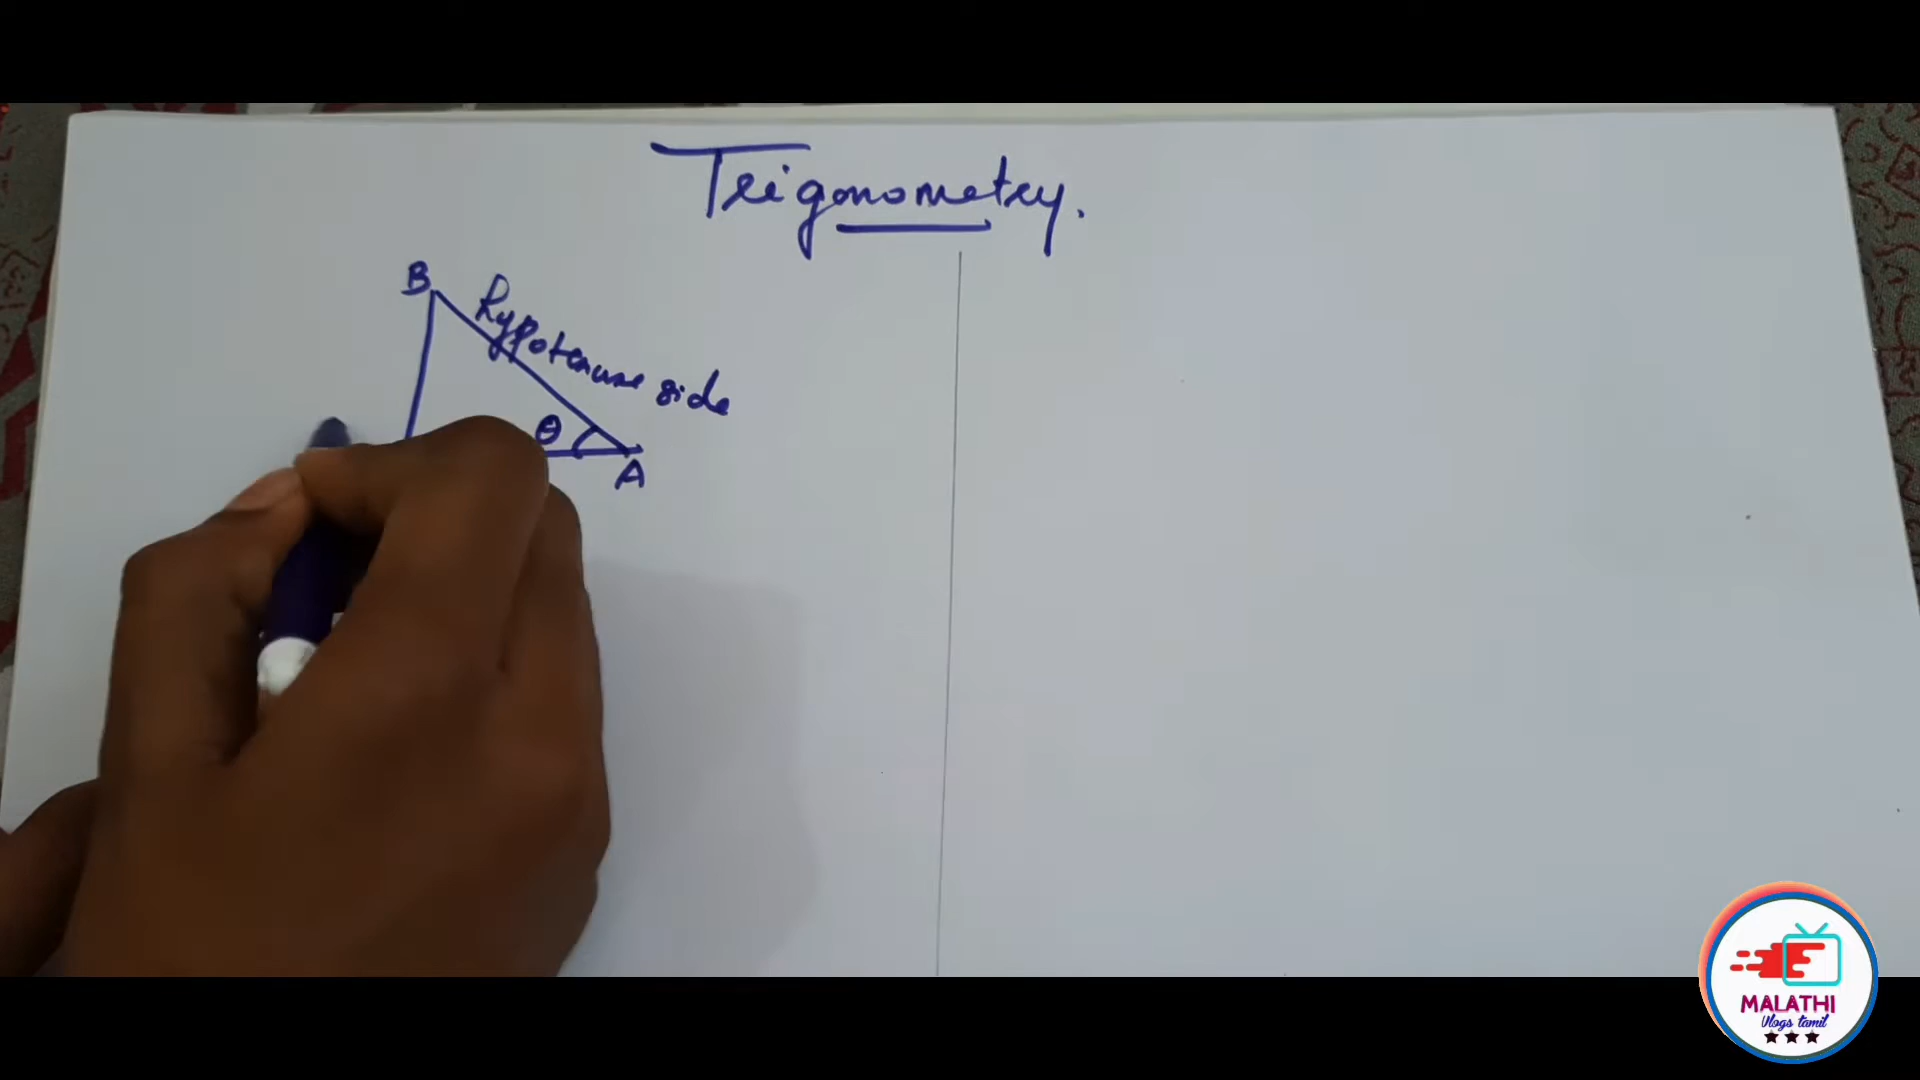 Trigonometry.
B
hypotenuse side
θ
A
MALATHI
Vlogs tamil